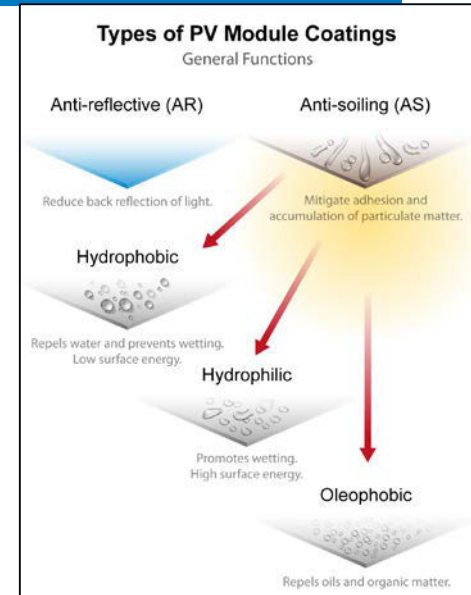 Types of PV Module Coatings
General Functions
Anti-reflective (AR)
Anti-soiling (AS)
Reduce back reflection of light.
Mitigate adhesion and
accumulation of particulate matter.
Hydrophobic
Repels water and prevents wetting.
Low surface energy.
Hydrophilic
Promotes wetting.
High surface energy.
Oleophobic
Repels oils and organic matter.